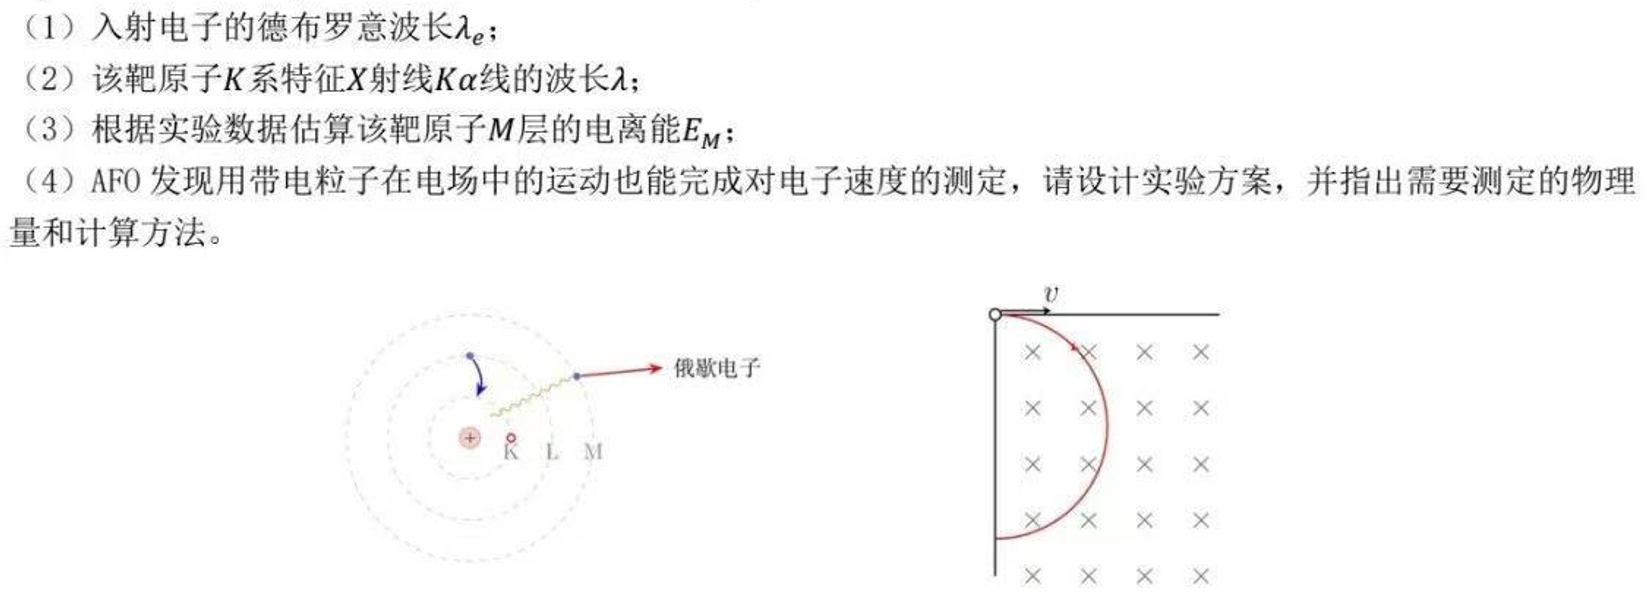 （1）入射电子的德布罗意波长λₑ；
（2）该靶原子K系特征X射线Kα线的波长λ；
（3）根据实验数据估算该靶原子M层的电离能E_M；
（4）AFO 发现用带电粒子在电场中的运动也能完成对电子速度的测定，请设计实验方案，并指出需要测定的物理
量和计算方法。
v
俄歇电子
+
K L M